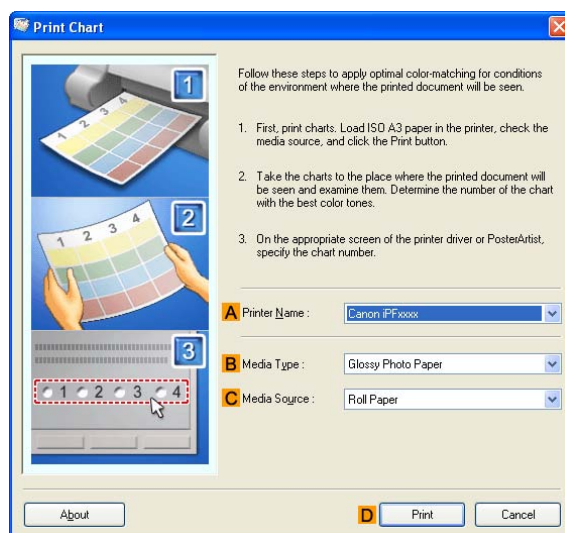 Print Chart
1
1 2 3 4
2
1 2 3 4
3
1 2 3 4
Follow these steps to apply optimal color-matching for conditions
of the environment where the printed document will be seen.
1. First, print charts. Load ISO A3 paper in the printer, check the
media source, and click the Print button.
2. Take the charts to the place where the printed document will
be seen and examine them. Determine the number of the chart
with the best color tones.
3. On the appropriate screen of the printer driver or PosterArtist,
specify the chart number.
A Printer Name : Canon iPFxxxx
B Media Type : Glossy Photo Paper
C Media Source : Roll Paper
About D Print Cancel